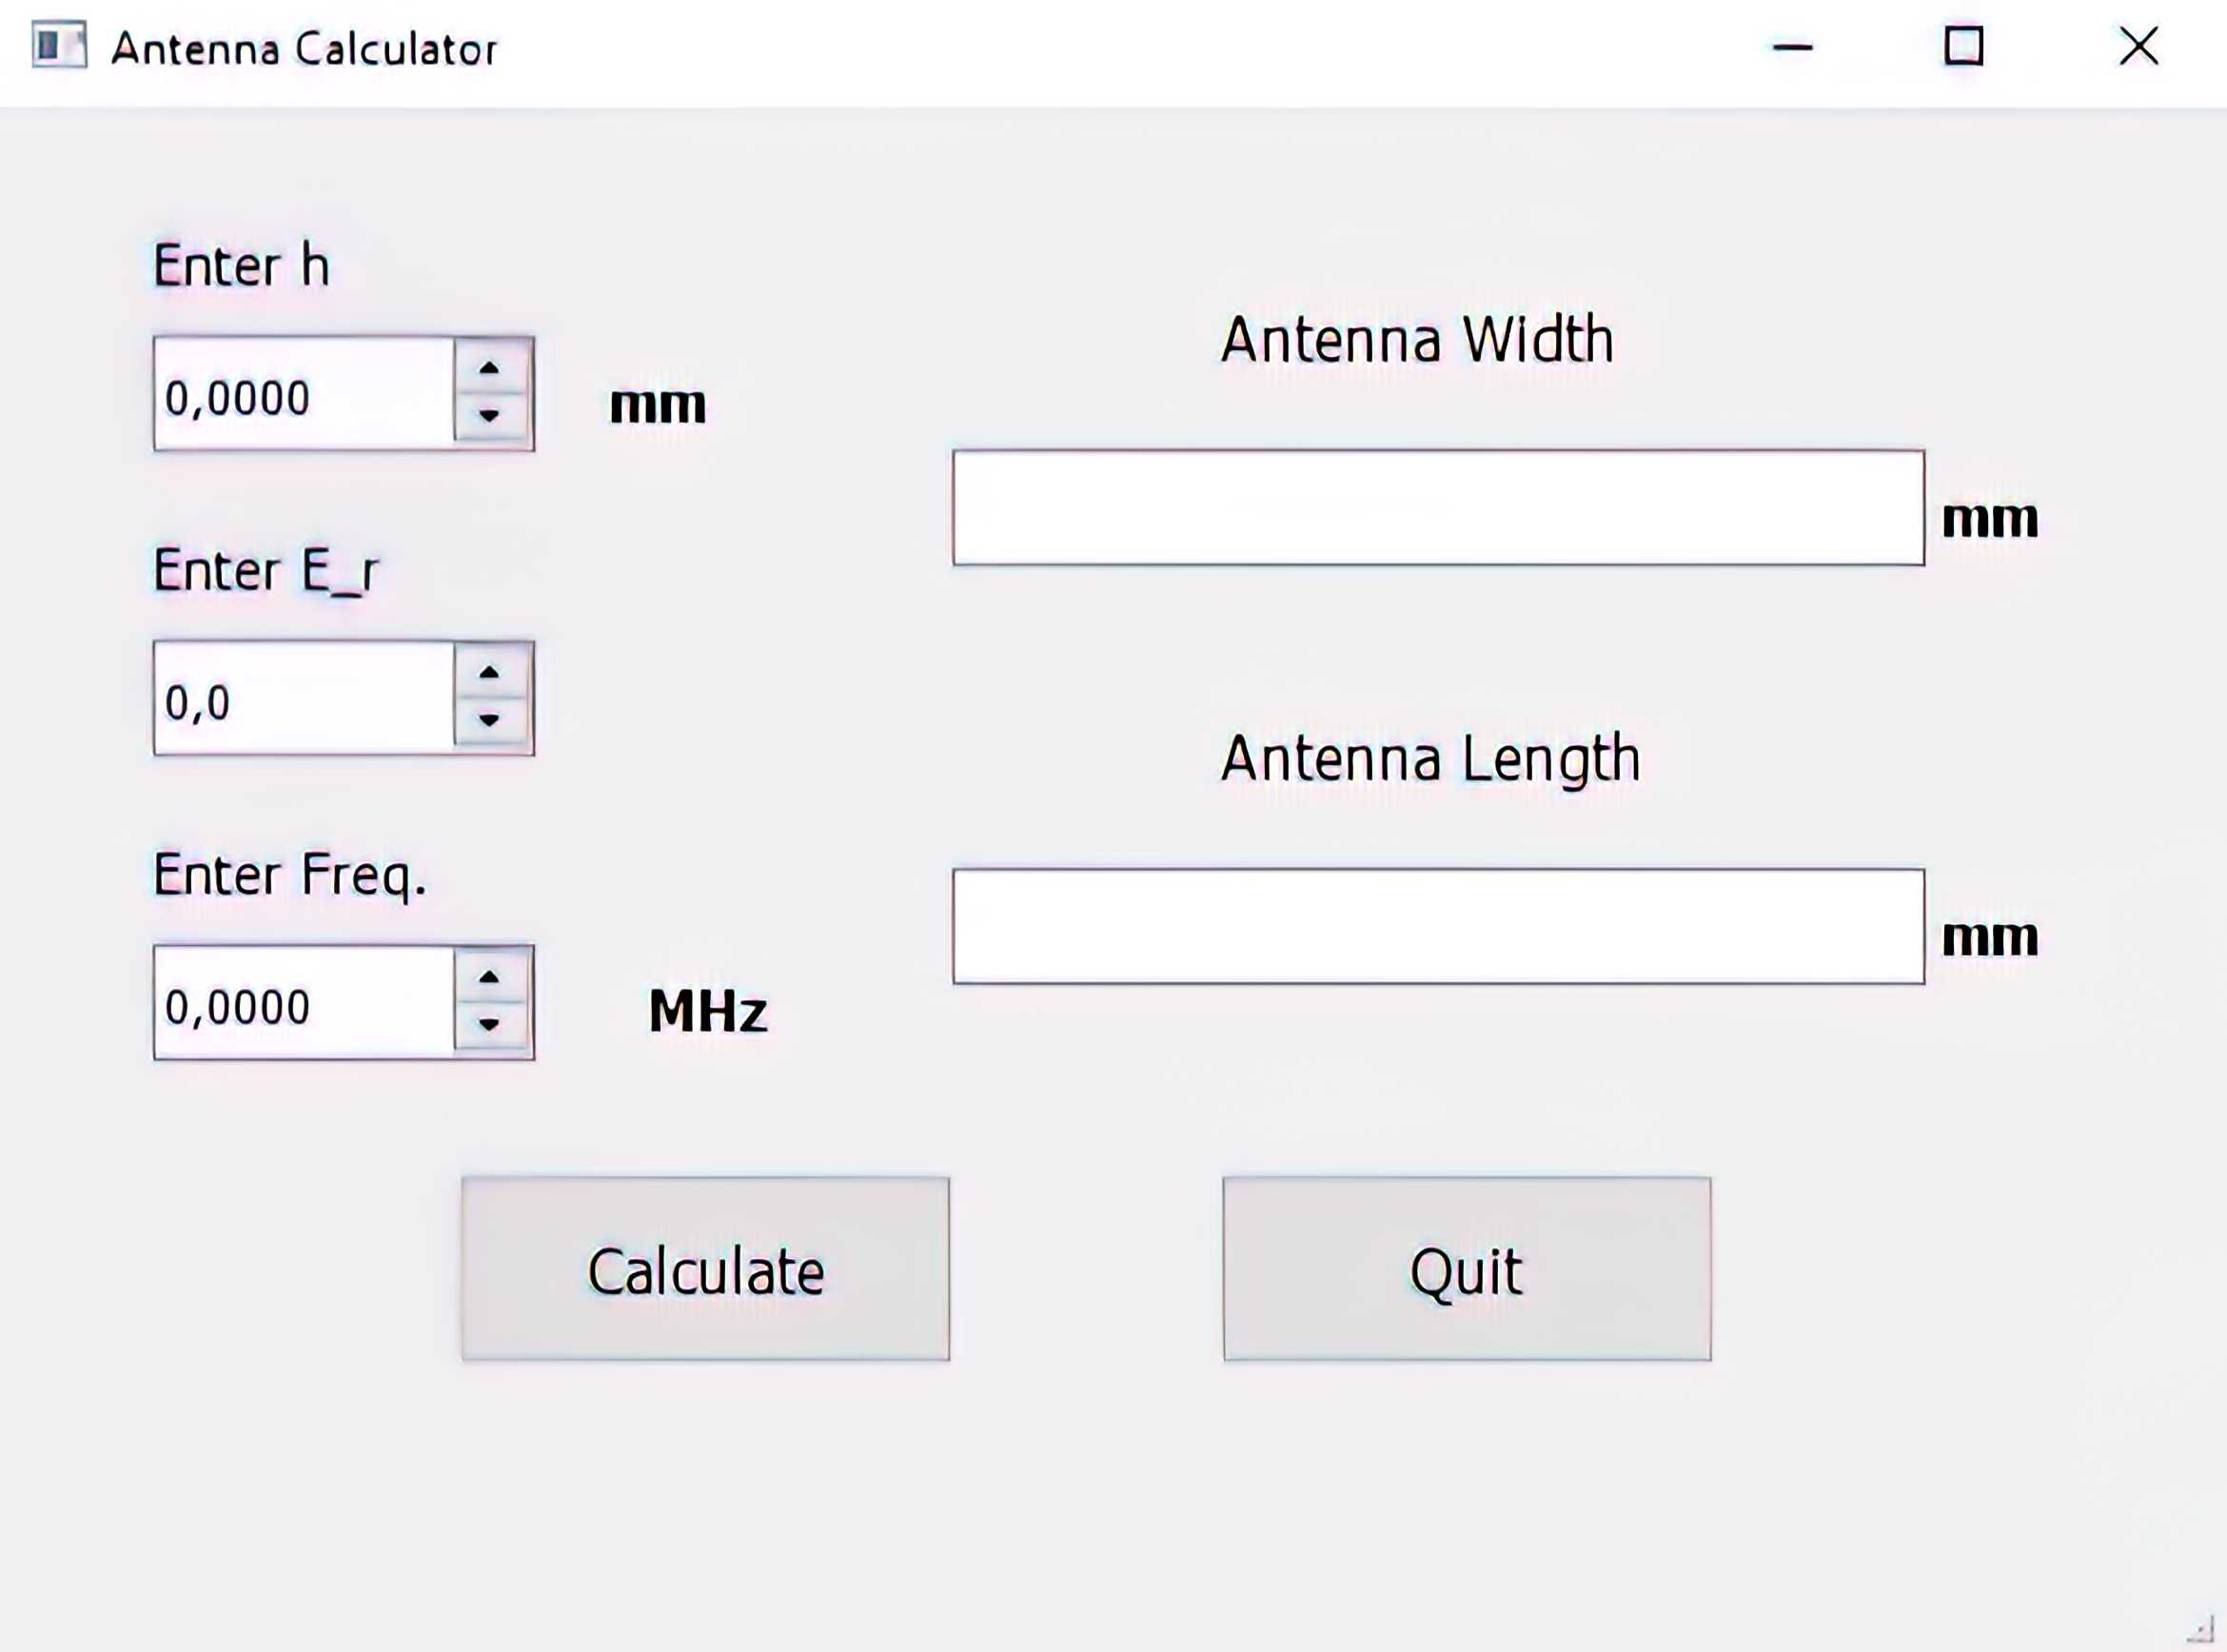 Antenna Calculator
Enter h
0,0000
mm
Enter E_r
0,0
Enter Freq.
0,0000
MHz
Antenna Width
mm
Antenna Length
mm
Calculate
Quit